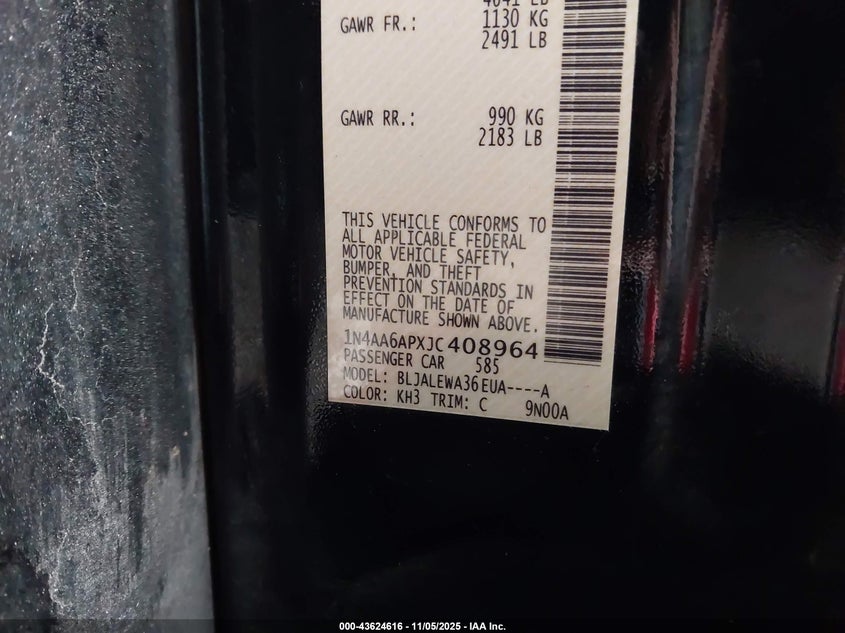 4641 LB
GAWR FR.: 1130 KG
2491 LB
GAWR RR.: 990 KG
2183 LB
THIS VEHICLE CONFORMS TO
ALL APPLICABLE FEDERAL
MOTOR VEHICLE SAFETY,
BUMPER, AND THEFT
PREVENTION STANDARDS IN
EFFECT ON THE DATE OF
MANUFACTURE SHOWN ABOVE.
1N4AA6APXJC408964
PASSENGER CAR 585
MODEL: BLJALEWA36EUA----A
COLOR: KH3 TRIM: C 9N00A
000-43624616 - 11/05/2025 - IAA Inc.